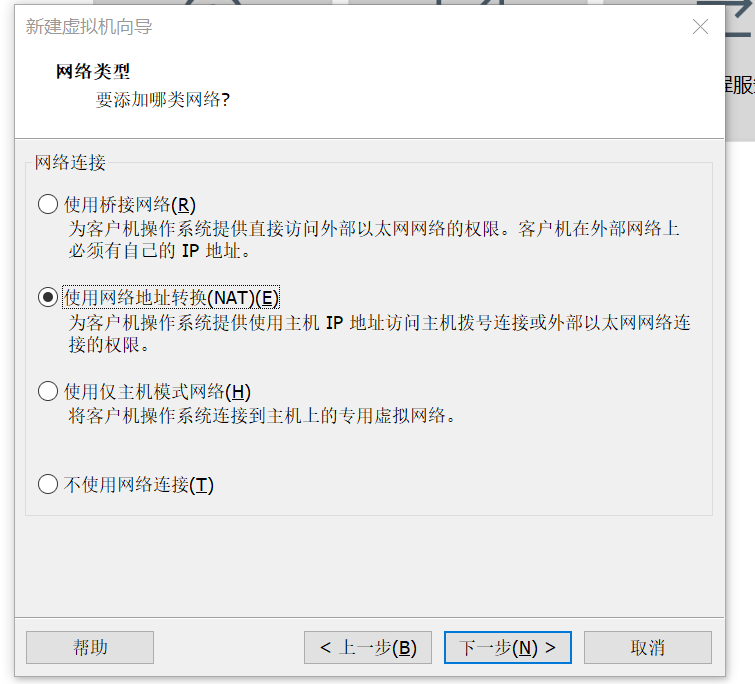 新建虚拟机向导
网络类型
要添加哪类网络?
网络连接
使用桥接网络(R)
为客户机操作系统提供直接访问外部以太网网络的权限。客户机在外部网络上
必须有自己的 IP 地址。
使用网络地址转换(NAT)(E)
为客户机操作系统提供使用主机 IP 地址访问主机拨号连接或外部以太网网络连
接的权限。
使用仅主机模式网络(H)
将客户机操作系统连接到主机上的专用虚拟网络。
不使用网络连接(T)
帮助
< 上一步(B)
下一步(N) >
取消